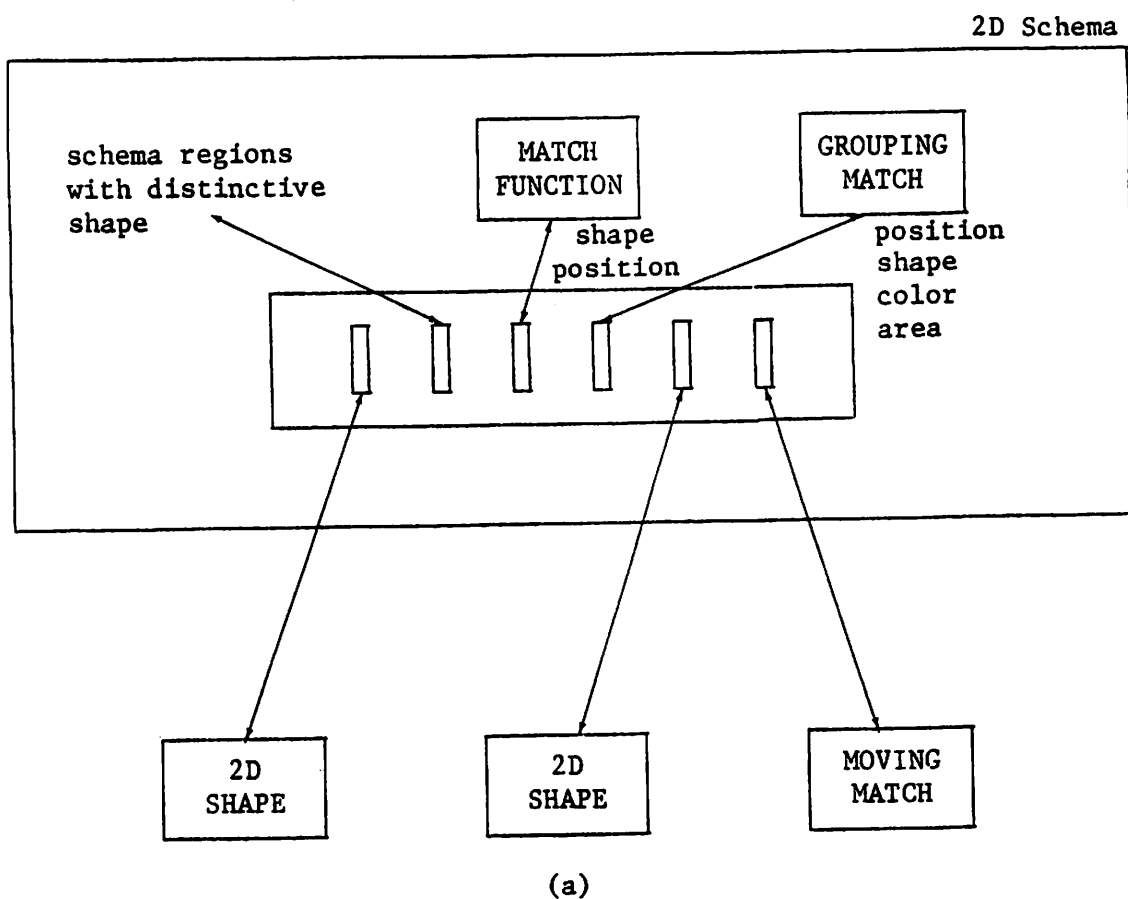 2D Schema
schema regions
with distinctive
shape
MATCH
FUNCTION
GROUPING
MATCH
shape
position
position
shape
color
area
2D
SHAPE
2D
SHAPE
MOVING
MATCH
(a)